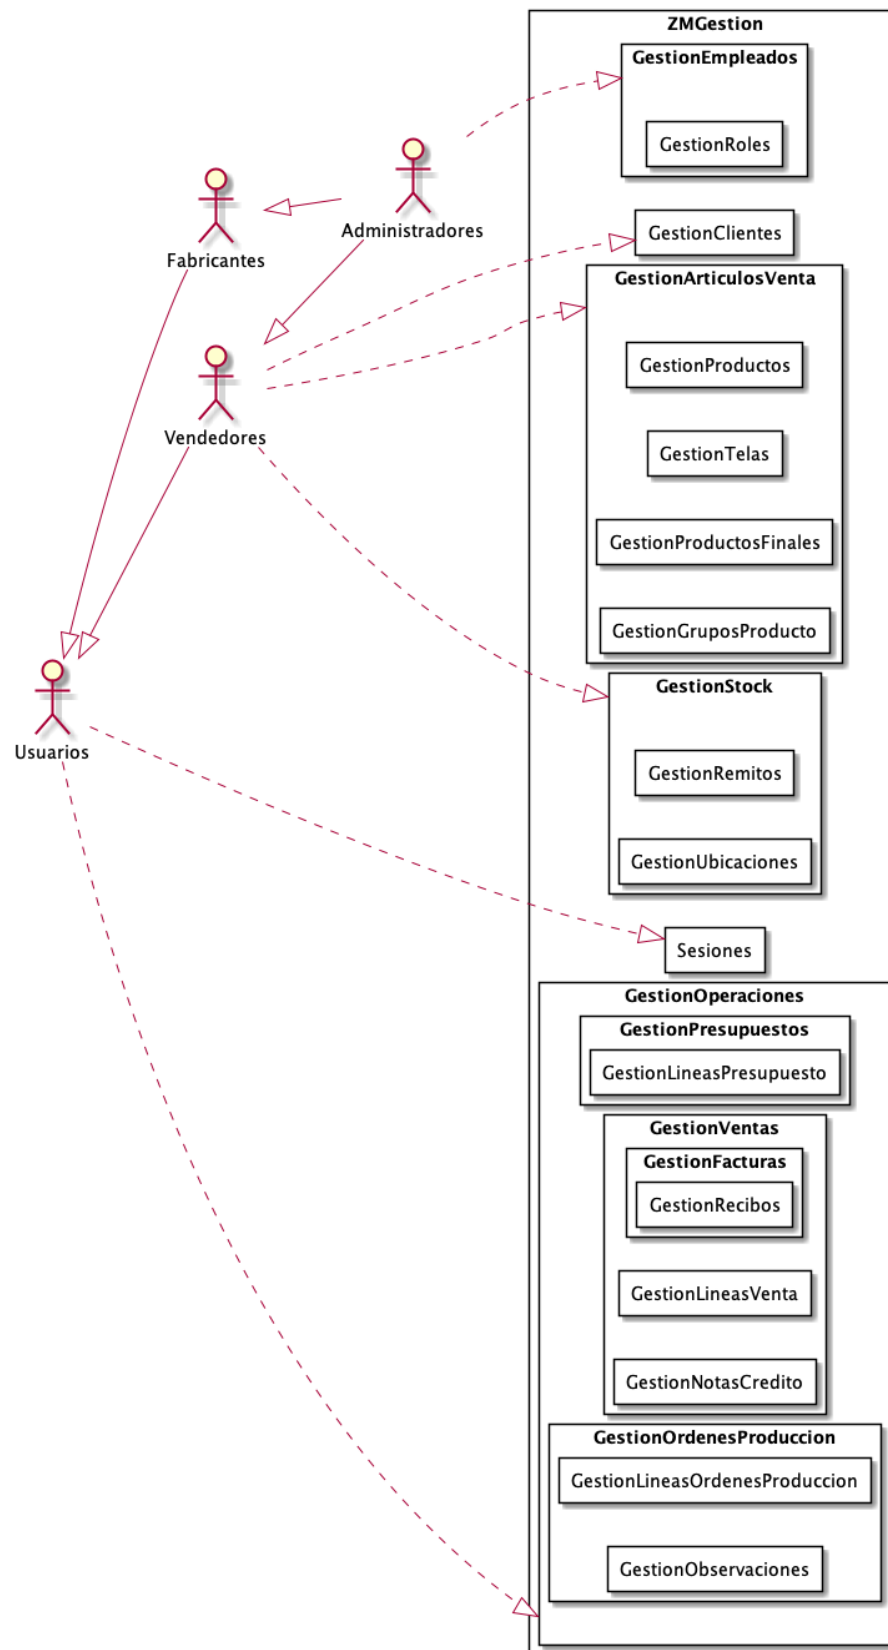 ZMGestion
GestionEmpleados
GestionRoles
Administradores
Fabricantes
GestionClientes
GestionArticulosVenta
GestionProductos
Vendedores
GestionTelas
GestionProductosFinales
GestionGruposProducto
GestionStock
Usuarios
GestionRemitos
GestionUbicaciones
Sesiones
GestionOperaciones
GestionPresupuestos
GestionLineasPresupuesto
GestionVentas
GestionFacturas
GestionRecibos
GestionLineasVenta
GestionNotasCredito
GestionOrdenesProduccion
GestionLineasOrdenesProduccion
GestionObservaciones